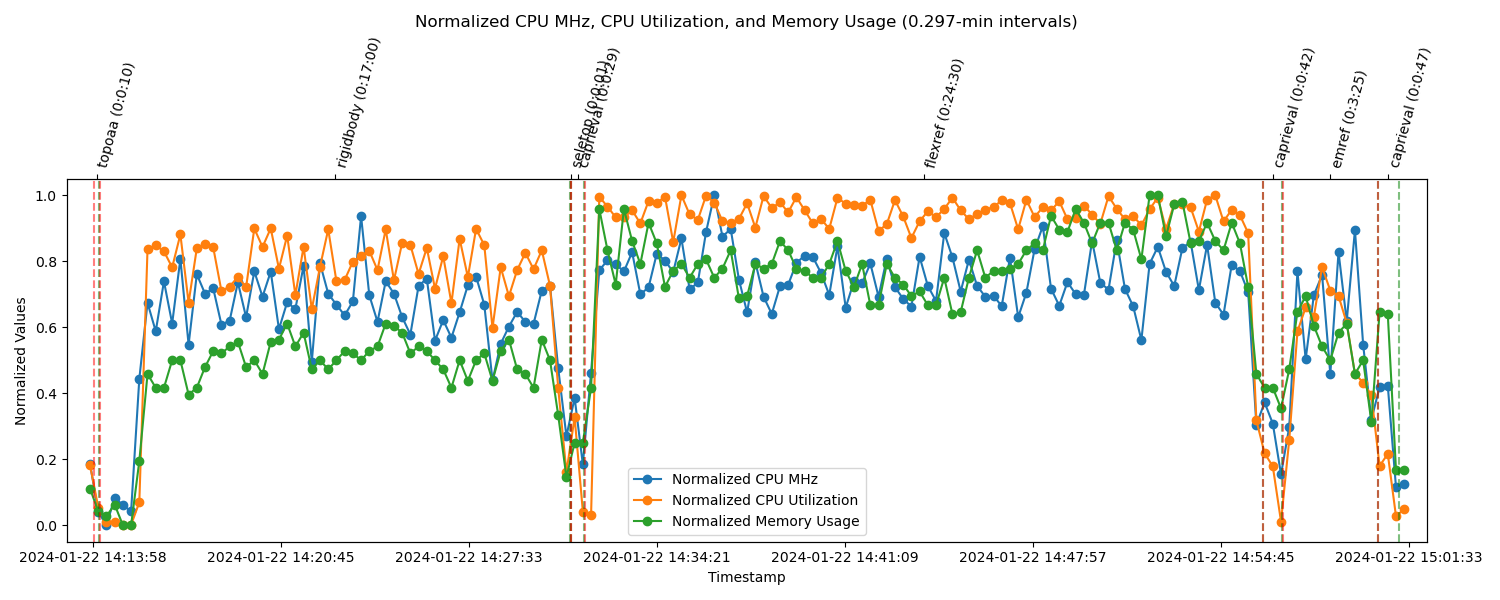 Normalized CPU MHz, CPU Utilization, and Memory Usage (0.297-min intervals)
topoaa (0:0:10)
rigidbody (0:17:00)
seletop (0:0:01)
caprieval (0:0:29)
flexref (0:24:30)
caprieval (0:0:42)
emref (0:3:25)
caprieval (0:0:47)
Normalized Values
1.0
0.8
0.6
0.4
0.2
0.0
Normalized CPU MHz
Normalized CPU Utilization
Normalized Memory Usage
2024-01-22 14:13:58
2024-01-22 14:20:45
2024-01-22 14:27:33
2024-01-22 14:34:21
2024-01-22 14:41:09
2024-01-22 14:47:57
2024-01-22 14:54:45
2024-01-22 15:01:33
Timestamp